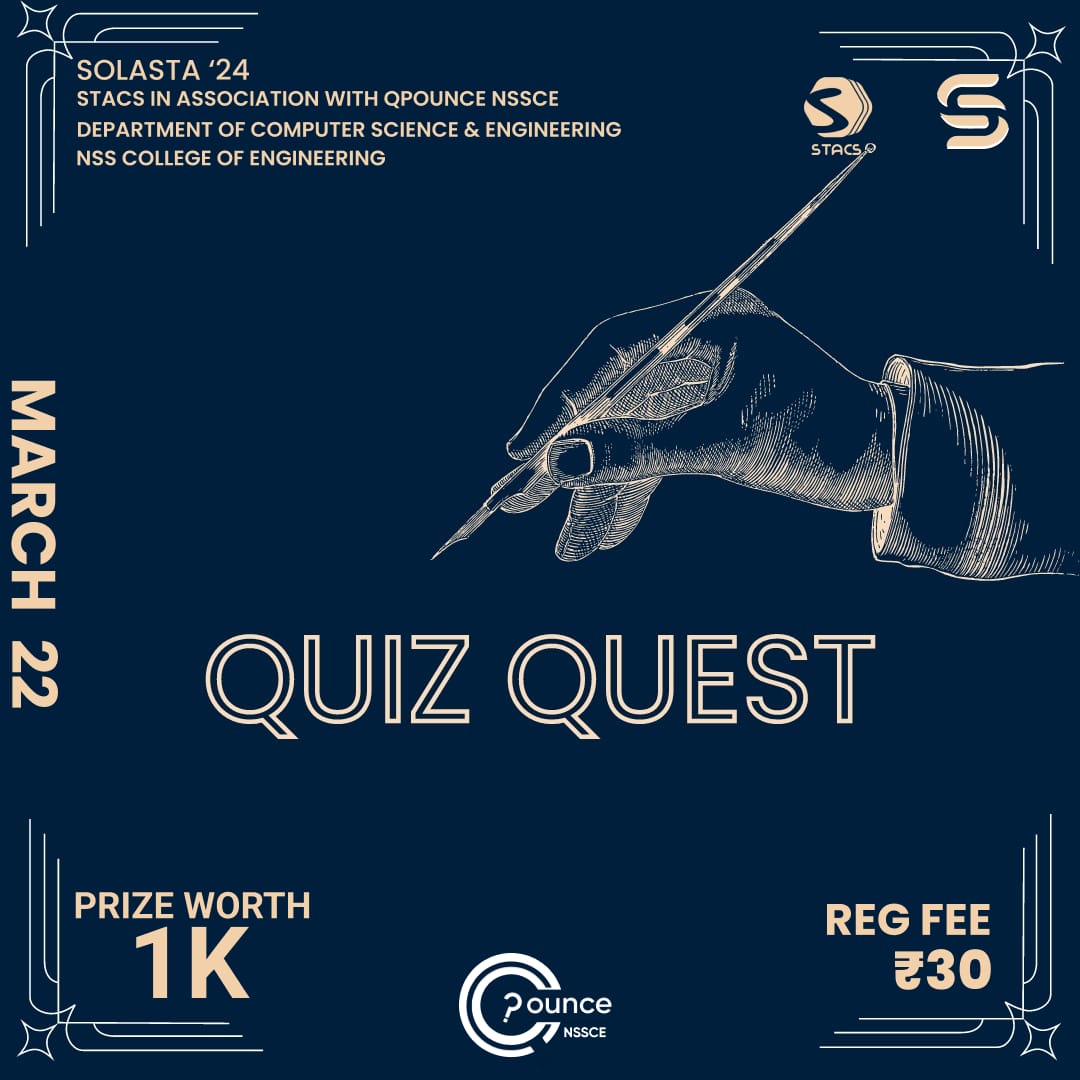 SOLASTA ‘24
STACS IN ASSOCIATION WITH QPOUNCE NSSCE
DEPARTMENT OF COMPUTER SCIENCE & ENGINEERING
NSS COLLEGE OF ENGINEERING
STACS
MARCH 22
QUIZ QUEST
PRIZE WORTH
1K
REG FEE
₹30
?ounce
NSSCE